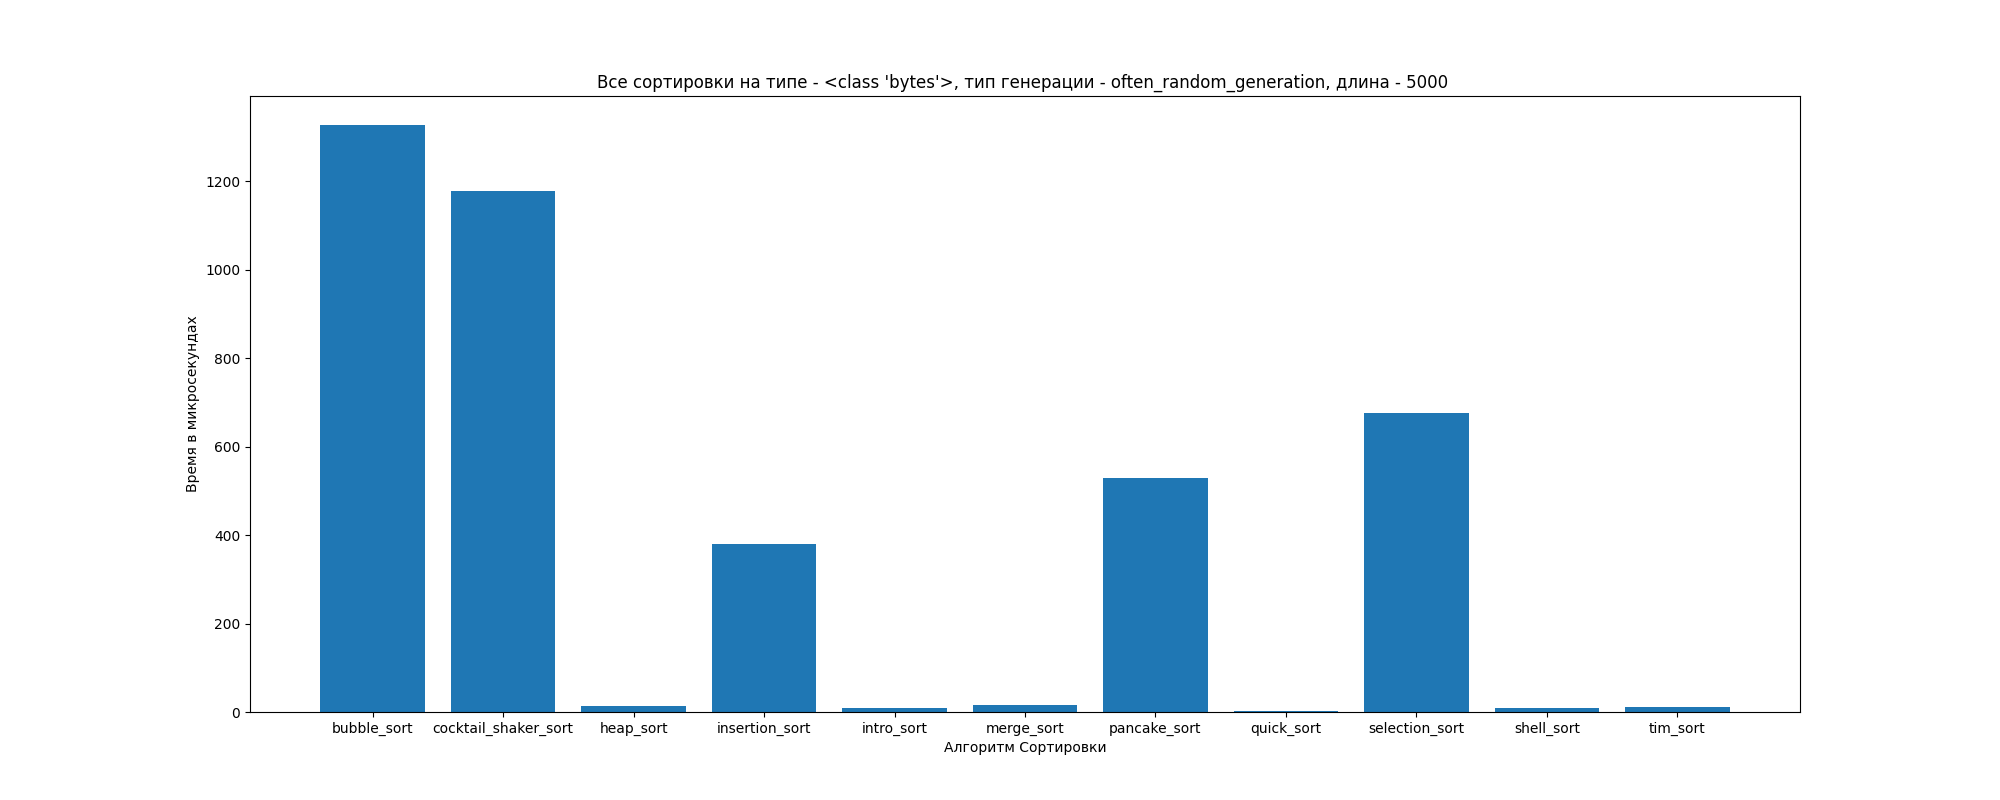 Все сортировки на типе - <class 'bytes'>, тип генерации - often_random_generation, длина - 5000
Время в микросекундах
1200
1000
800
600
400
200
0
bubble_sort cocktail_shaker_sort heap_sort insertion_sort intro_sort merge_sort pancake_sort quick_sort selection_sort shell_sort tim_sort
Алгоритм Сортировки